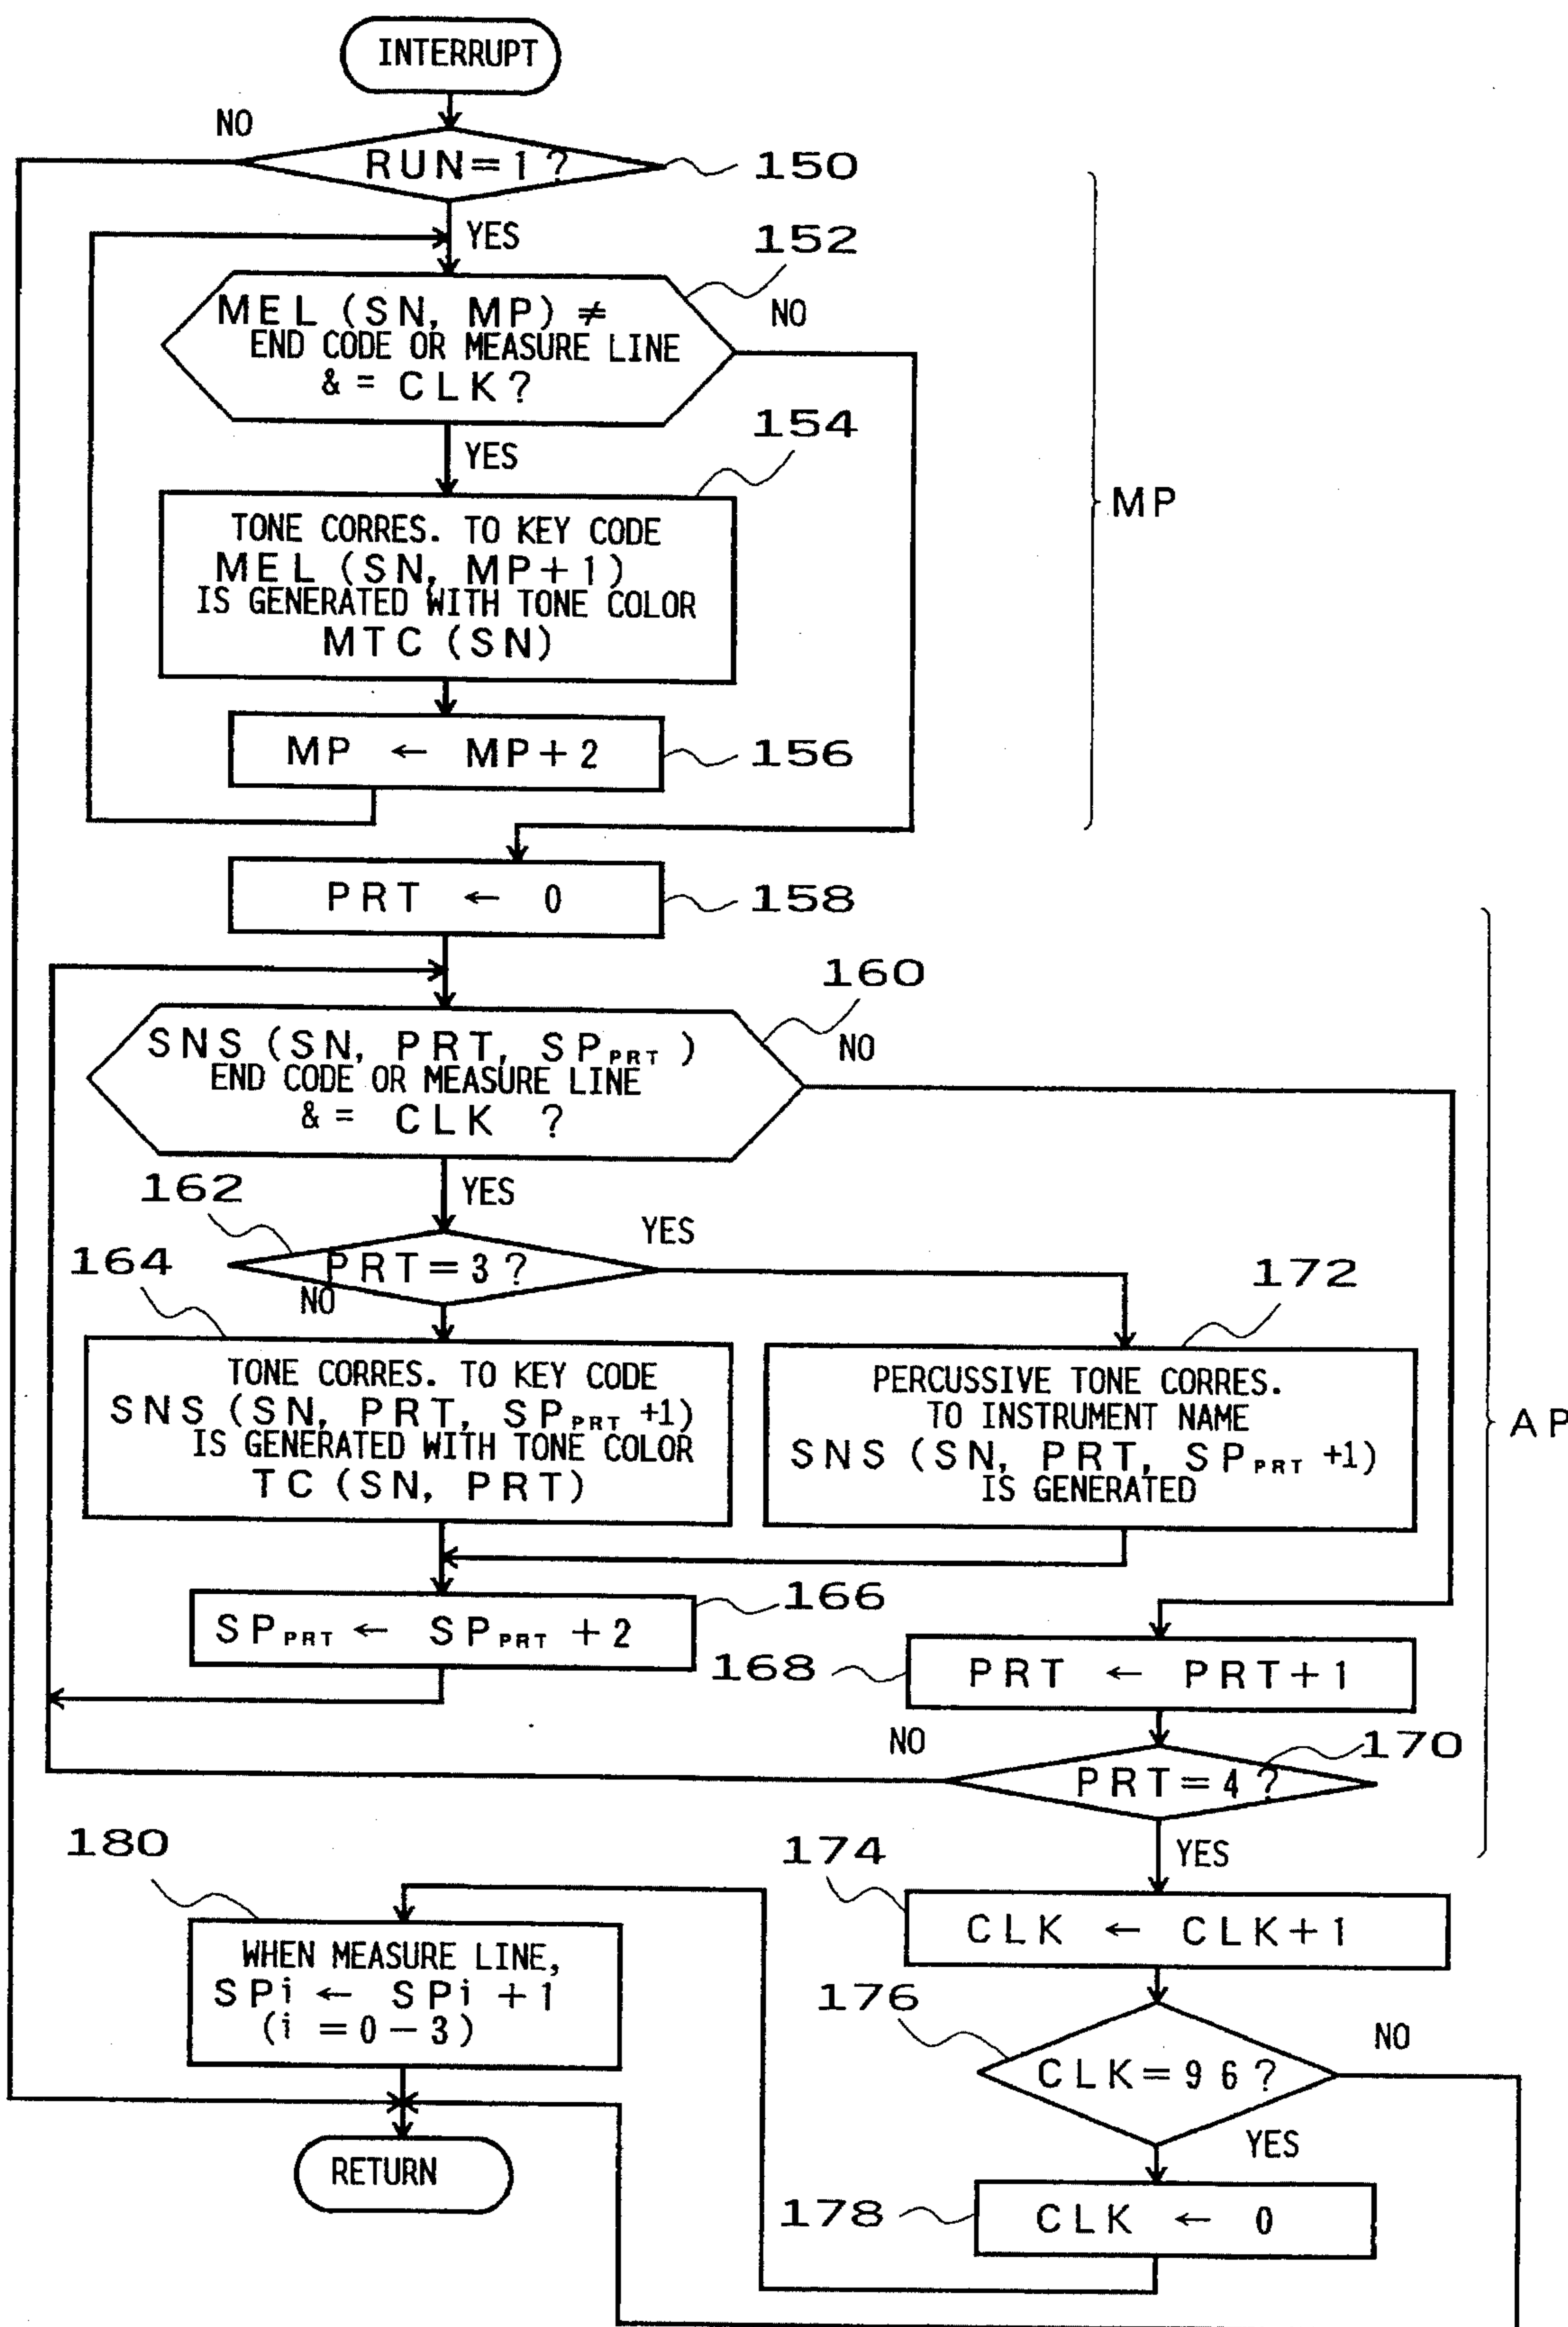 INTERRUPT
NO
RUN=1?
150
YES
152
MEL (SN, MP) ≠
END CODE OR MEASURE LINE
& = CLK?
NO
154
YES
TONE CORRES. TO KEY CODE
MEL (SN, MP+1)
IS GENERATED WITH TONE COLOR
MTC (SN)
MP
MP ← MP+2
156
PRT ← 0
158
160
SNS (SN, PRT, SPPRT)
END CODE OR MEASURE LINE
& = CLK ?
NO
162
YES
YES
164
PRT=3?
NO
172
TONE CORRES. TO KEY CODE
SNS (SN, PRT, SPPRT +1)
IS GENERATED WITH TONE COLOR
TC (SN, PRT)
PERCUSSIVE TONE CORRES.
TO INSTRUMENT NAME
SNS (SN, PRT, SPPRT +1)
IS GENERATED
AP
166
SPPRT ← SPPRT +2
168
PRT ← PRT+1
NO
170
PRT=4?
180
174
YES
WHEN MEASURE LINE,
SPi ← SPi +1
(i =0-3)
CLK ← CLK+1
176
NO
CLK=96?
YES
RETURN
178
CLK ← 0